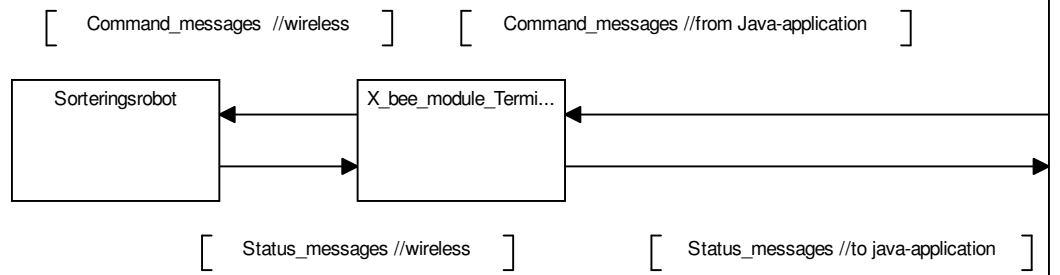 Command_messages //wireless
Command_messages //from Java-application
Sorteringsrobot
X_bee_module_Termi...
Status_messages //wireless
Status_messages //to java-application